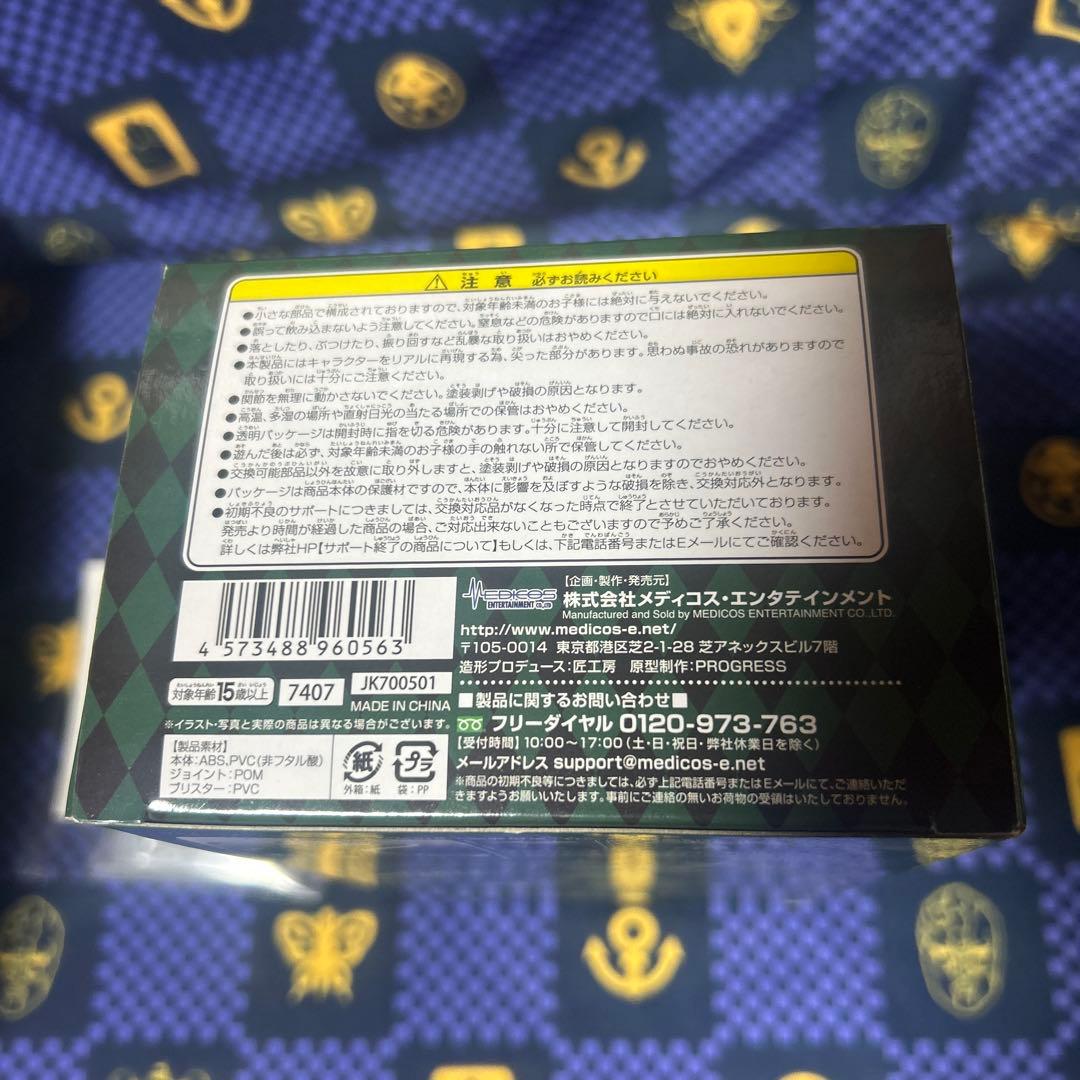 注意 必ずお読みください
●小さな部品で構成されておりますので、対象年齢未満のお子様には絶対に与えないでください。
●誤って飲み込まないよう注意してください。窒息などの危険がありますので口には絶対に入れないでください。
●落としたり、ぶつけたり、振り回すなど乱暴な取り扱いはおやめください。
●本製品にはキャラクターをリアルに再現する為、尖った部分があります。思わぬ事故の恐れがありますので
取り扱いには十分にご注意ください。
●関節を無理に動かさないでください。塗装剥げや破損の原因となります。
●高温、多湿の場所や直射日光の当たる場所での保管はおやめください。
●透明パッケージは開封時に指を切る危険があります。十分に注意して開封してください。
●遊んだ後は必ず、対象年齢未満のお子様の手の触れない所で保管してください。
●交換可能部品以外を故意に取り外しますと、塗装剥げや破損の原因となりますのでおやめください。
●パッケージは商品本体の保護材ですので、本体に影響を及ぼすような破損を除き、交換対応外となります。
●初期不良のサポートにつきましては、交換対応品がなくなった時点で終了とさせていただいております。
発売より時間が経過した商品の場合、ご対応出来ないこともございますので予めご了承ください。
詳しくは弊社HP【サポート終了の商品について】もしくは、下記電話番号またはEメールにてご確認ください。
4 573488 960563
対象年齢15歳以上
7407
JK700501
MADE IN CHINA
※イラスト・写真と実際の商品は異なる場合がございます。
【製品素材】
本体:ABS,PVC(非フタル酸)
ジョイント:POM
ブリスター:PVC
紙
外箱:紙
プラ
袋:PP
MEDICOS
ENTERTAINMENT CO.,LTD
【企画・製作・発売元】
株式会社メディコス・エンタテインメント
Manufactured and Sold by MEDICOS ENTERTAINMENT CO.,LTD.
http://www.medicos-e.net/
〒105-0014 東京都港区芝2-1-28 芝アネックスビル7階
造形プロデュース:匠工房 原型制作:PROGRESS
■製品に関するお問い合わせ■
フリーダイヤル 0120-973-763
【受付時間】10:00〜17:00(土・日・祝日・弊社休業日を除く)
メールアドレス support@medicos-e.net
※商品の初期不良等につきましては、必ず上記電話番号またはEメールにて、ご連絡いただ
きますようお願いいたします。事前にご連絡の無いお荷物の受領はいたしておりません。